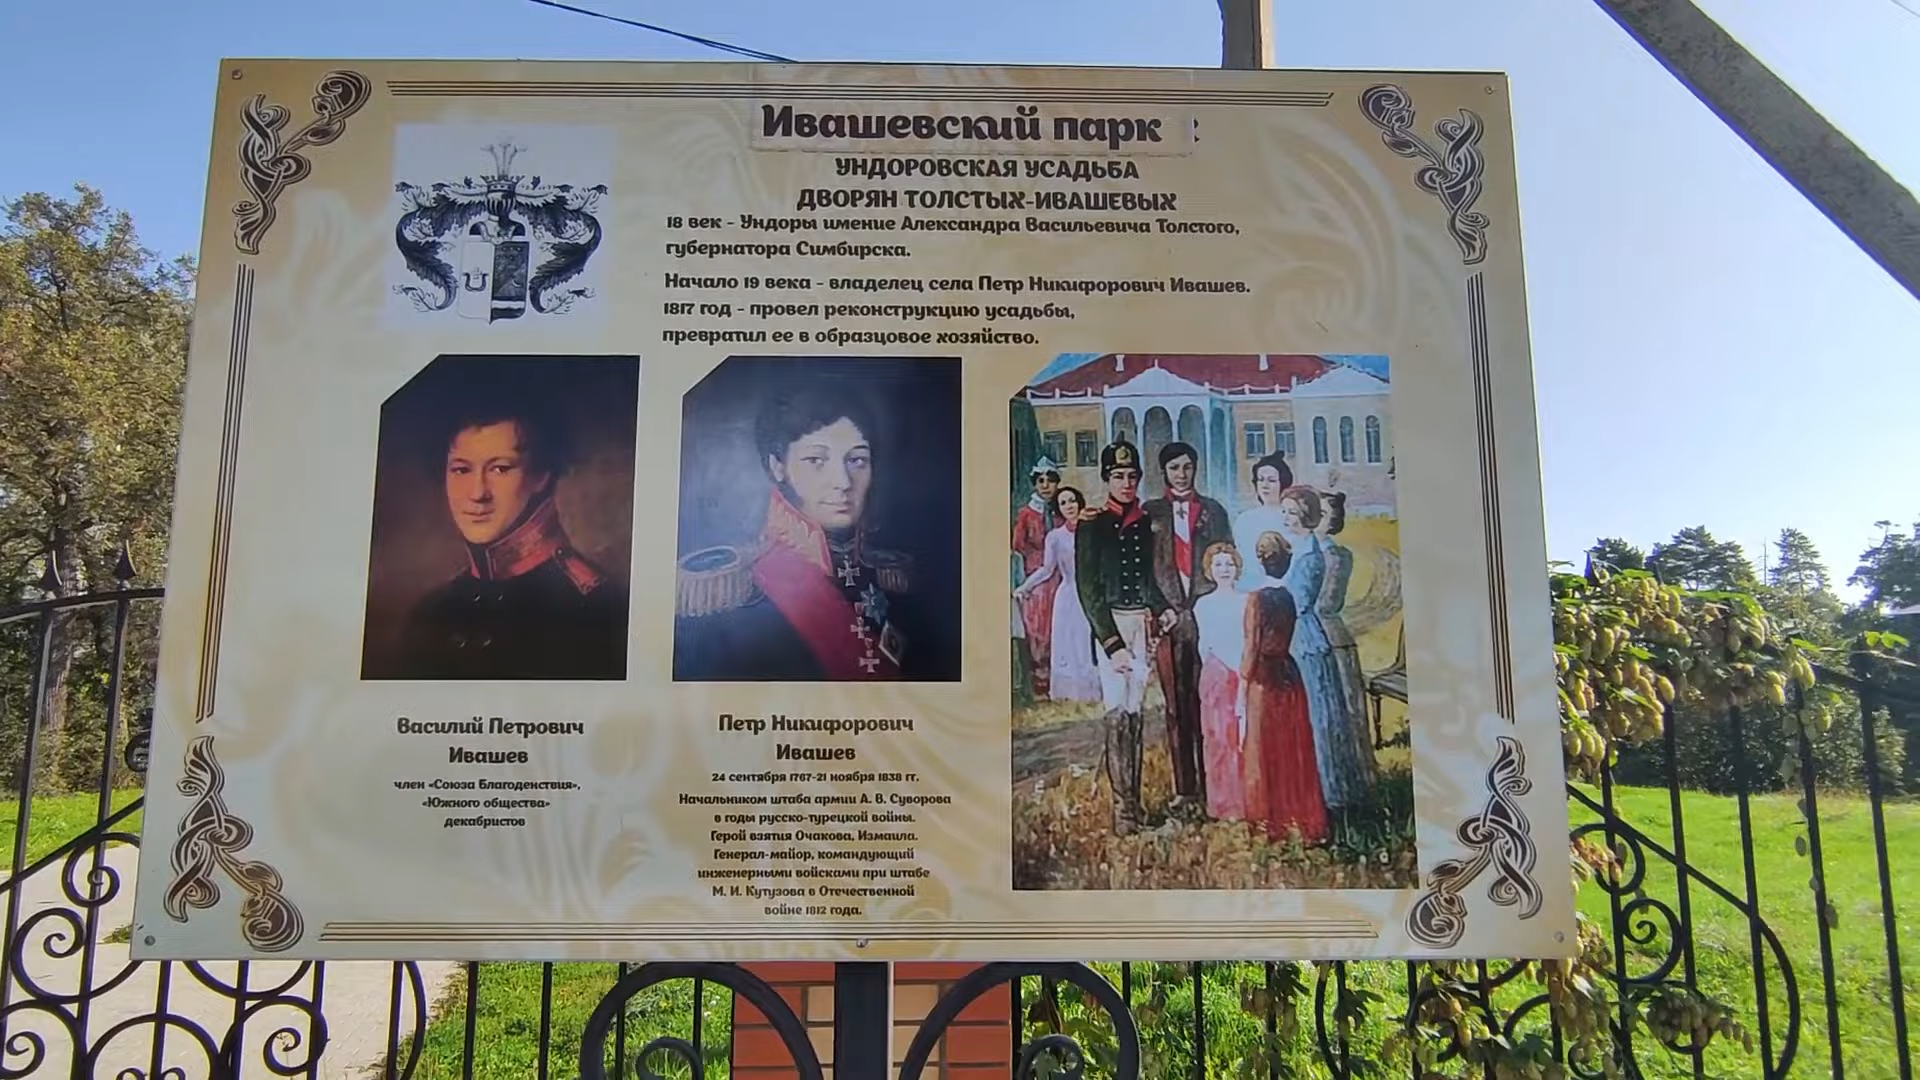 Ивашевский парк
УНДОРОВСКАЯ УСАДЬБА
ДВОРЯН ТОЛСТЫХ-ИВАШЕВЫХ
18 век - Ундоры имение Александра Васильевича Толстого,
губернатора Симбирска.
Начало 19 века - владелец села Петр Никифорович Ивашев.
1817 год - провел реконструкцию усадьбы,
превратил ее в образцовое хозяйство.
Василий Петрович
Ивашев
член «Союза Благоденствия»,
«Южного общества»
декабристов
Петр Никифорович
Ивашев
24 сентября 1767-21 ноября 1838 гг.
Начальником штаба армии А. В. Суворова
в годы русско-турецкой войны.
Герой взятия Очакова, Измаила.
Генерал-майор, командующий
инженерными войсками при штабе
М. И. Кутузова в Отечественной
войне 1812 года.